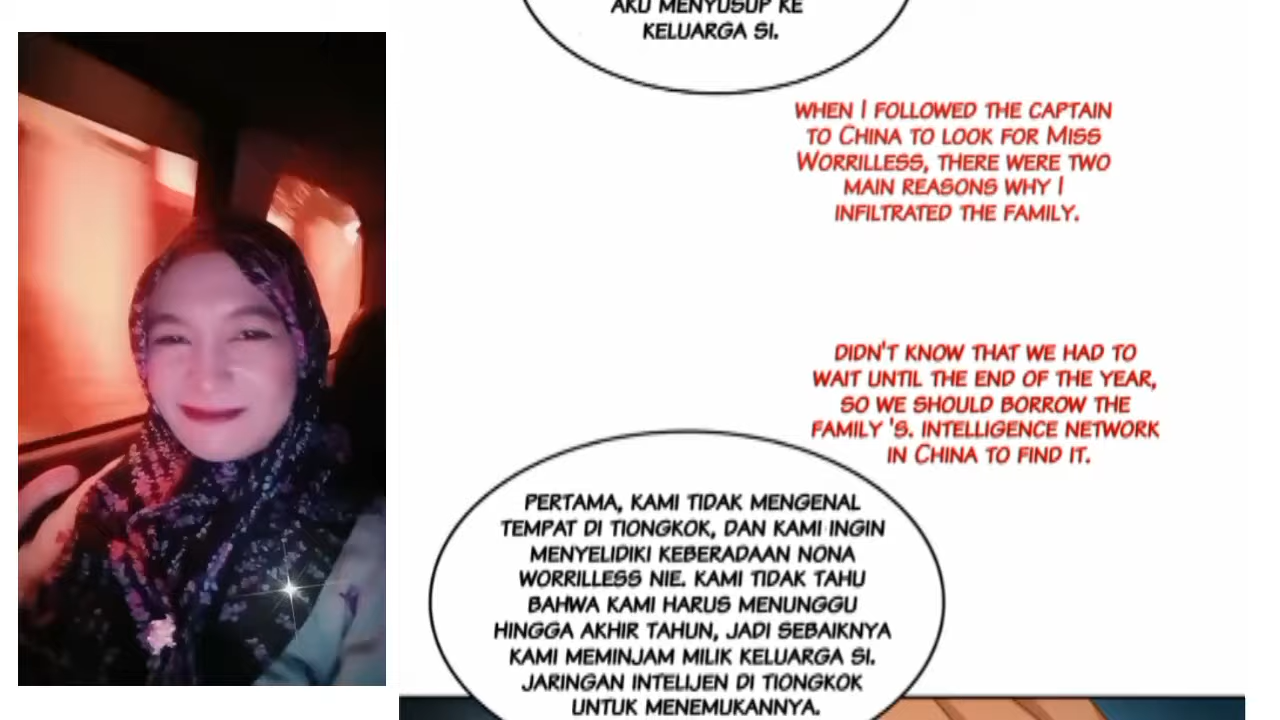 AKU MENYUSUP KE
KELUARGA SI.
WHEN I FOLLOWED THE CAPTAIN
TO CHINA TO LOOK FOR MISS
WORRILLESS, THERE WERE TWO
MAIN REASONS WHY I
INFILTRATED THE FAMILY.
DIDN'T KNOW THAT WE HAD TO
WAIT UNTIL THE END OF THE YEAR,
SO WE SHOULD BORROW THE
FAMILY 'S. INTELLIGENCE NETWORK
IN CHINA TO FIND IT.
PERTAMA, KAMI TIDAK MENGENAL
TEMPAT DI TIONGKOK, DAN KAMI INGIN
MENYELIDIKI KEBERADAAN NONA
WORRILLESS NIE. KAMI TIDAK TAHU
BAHWA KAMI HARUS MENUNGGU
HINGGA AKHIR TAHUN, JADI SEBAIKNYA
KAMI MEMINJAM MILIK KELUARGA SI.
JARINGAN INTELIJEN DI TIONGKOK
UNTUK MENEMUKANNYA.